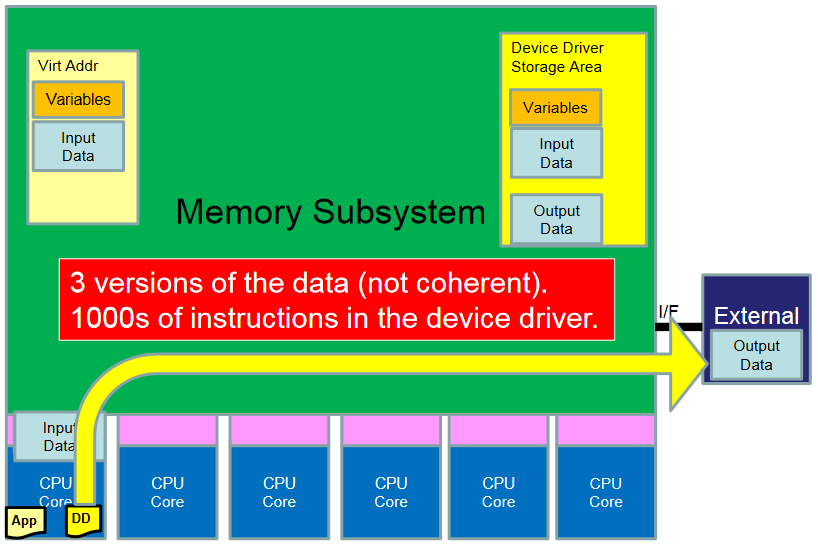 Virt Addr
Variables
Input
Data
Device Driver
Storage Area
Variables
Input
Data
Output
Data
Memory Subsystem
3 versions of the data (not coherent).
1000s of instructions in the device driver.
I/F
External
Output
Data
Input
Data
CPU
Core
App
DD
CPU
Core
CPU
Core
CPU
Core
CPU
Core
CPU
Core